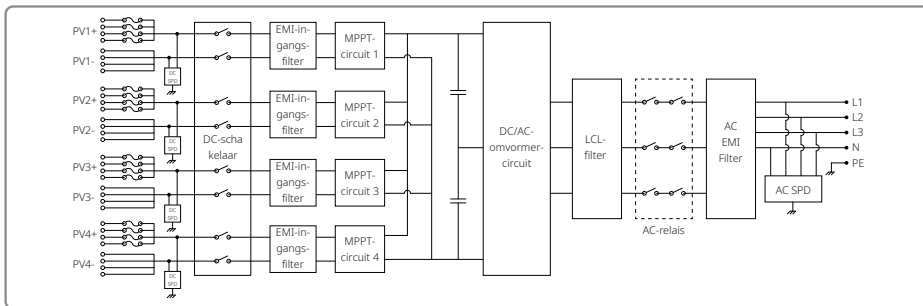 PV1+
PV1-
DC
SPD
PV2+
PV2-
DC
SPD
PV3+
PV3-
DC
SPD
PV4+
PV4-
DC
SPD
DC-scha
kelaar
EMI-in-
gangs-
filter
MPPT-
circuit 1
EMI-in-
gangs-
filter
MPPT-
circuit 2
EMI-in-
gangs-
filter
MPPT-
circuit 3
EMI-in-
gangs-
filter
MPPT-
circuit 4
DC/AC-
omvormer-
circuit
LCL-
filter
AC-relais
AC
EMI
Filter
L1
L2
L3
N
PE
AC SPD